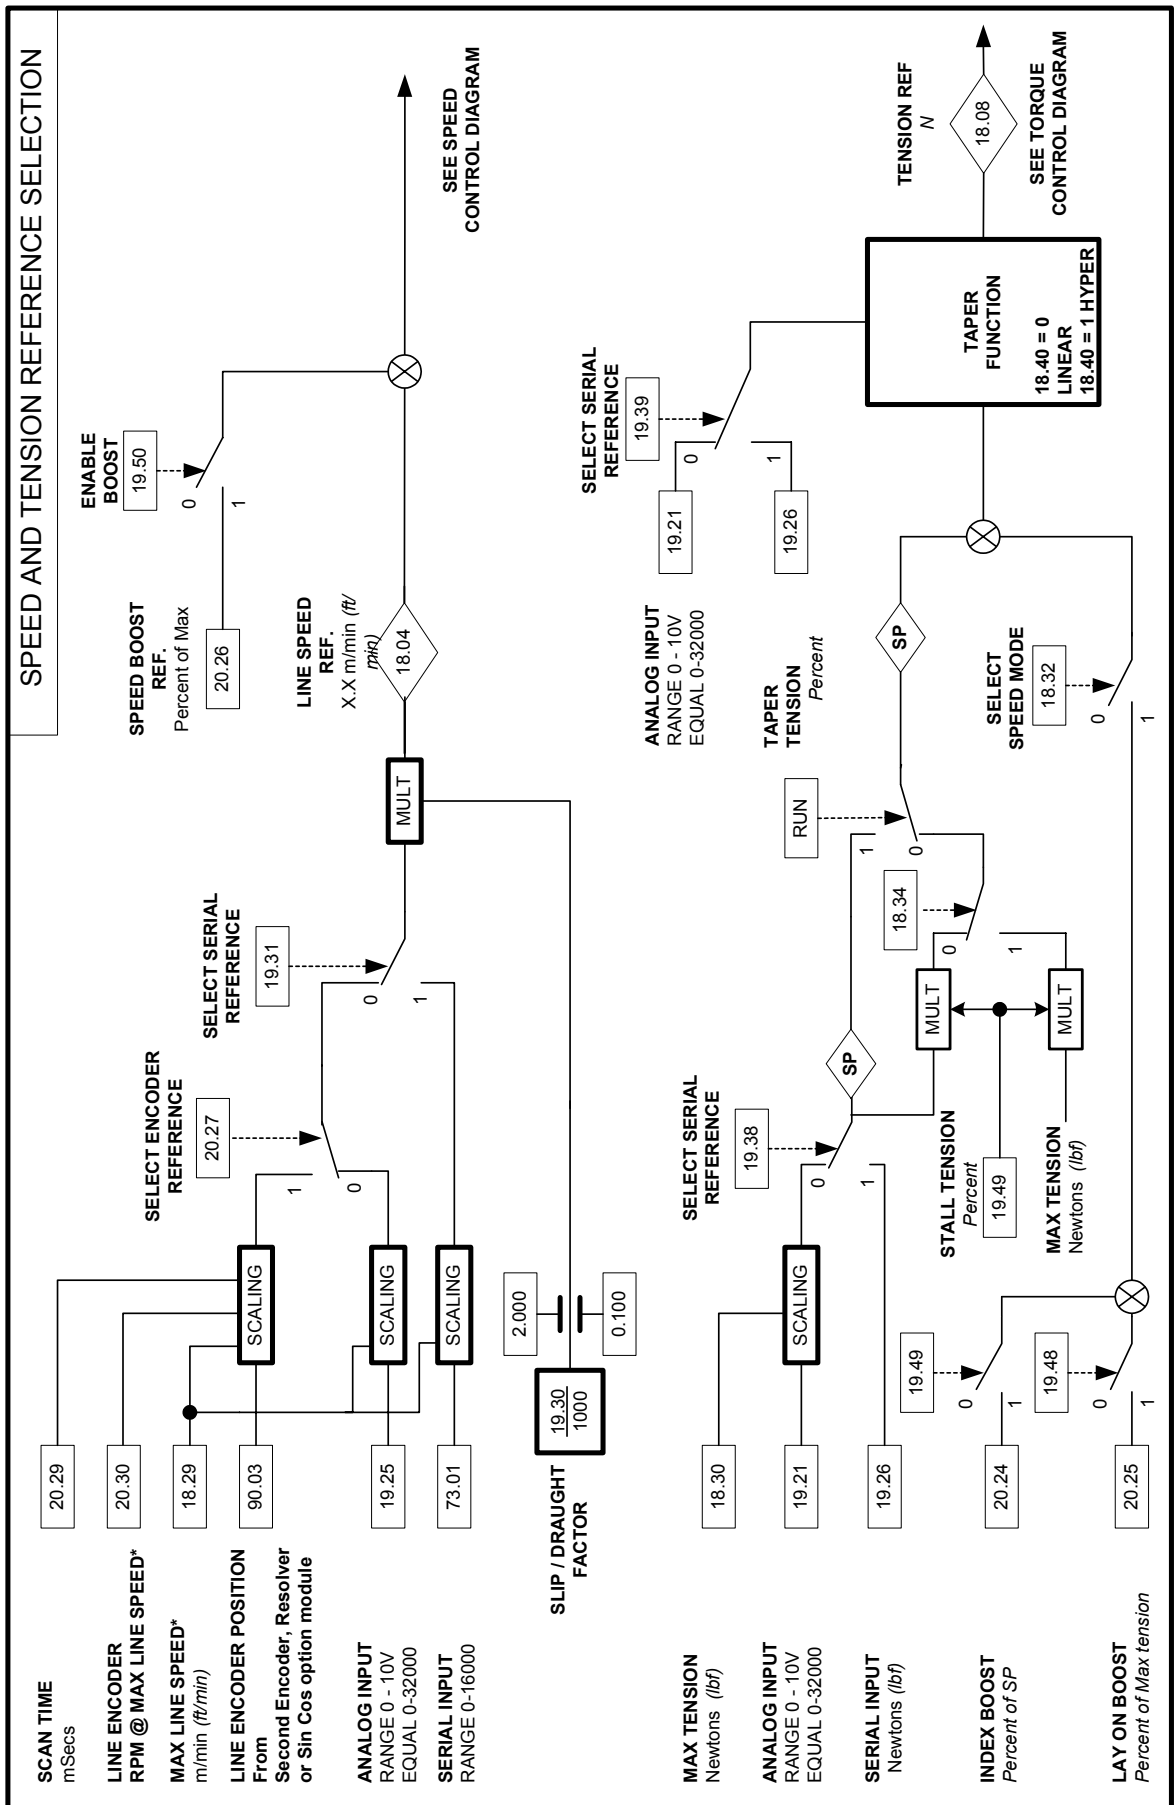 SPEED AND TENSION REFERENCE SELECTION
SCAN TIME
mSecs
20.29
LINE ENCODER
RPM @ MAX LINE SPEED*
20.30
MAX LINE SPEED*
m/min (ft/min)
18.29
LINE ENCODER POSITION
From
Second Encoder, Resolver
or Sin Cos option module
90.03
ANALOG INPUT
RANGE 0 - 10V
EQUAL 0-32000
19.25
SERIAL INPUT
RANGE 0-16000
73.01
SCALING
SCALING
SCALING
SELECT ENCODER
REFERENCE
20.27
1
0
SELECT SERIAL
REFERENCE
19.31
0
1
MULT
SLIP / DRAUGHT
FACTOR
19.30
1000
2.000
0.100
LINE SPEED
REF.
X.X m/min (ft/
min)
18.04
SPEED BOOST
REF.
Percent of Max
20.26
ENABLE
BOOST
19.50
0
1
SEE SPEED
CONTROL DIAGRAM
MAX TENSION
Newtons (lbf)
18.30
ANALOG INPUT
RANGE 0 - 10V
EQUAL 0-32000
19.21
SERIAL INPUT
Newtons (lbf)
19.26
SCALING
SELECT SERIAL
REFERENCE
19.38
0
1
SP
STALL TENSION
Percent
19.49
MAX TENSION
Newtons (lbf)
MULT
MULT
18.34
0
1
RUN
1
0
SP
TAPER
TENSION
Percent
ANALOG INPUT
RANGE 0 - 10V
EQUAL 0-32000
19.21
19.26
SELECT SERIAL
REFERENCE
19.39
0
1
INDEX BOOST
Percent of SP
20.24
19.49
0
1
LAY ON BOOST
Percent of Max tension
20.25
19.48
0
1
SELECT
SPEED MODE
18.32
0
1
TAPER
FUNCTION
18.40 = 0
LINEAR
18.40 = 1 HYPER
TENSION REF
N
18.08
SEE TORQUE
CONTROL DIAGRAM